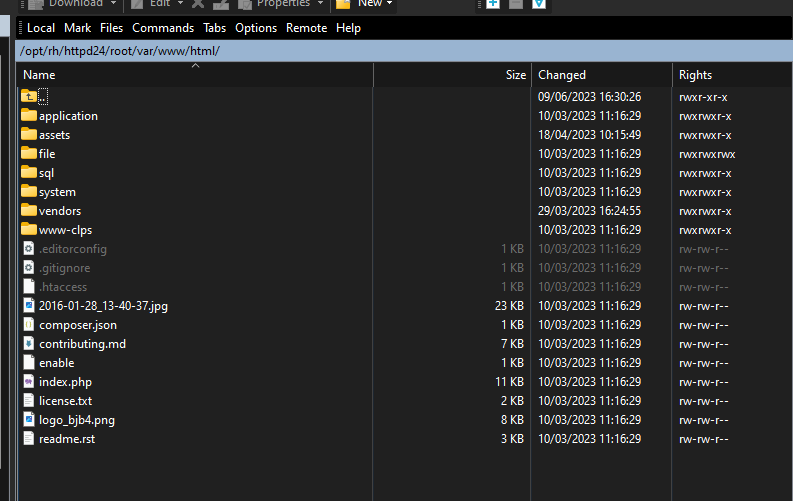 Download Edit Properties New
Local Mark Files Commands Tabs Options Remote Help
/opt/rh/httpd24/root/var/www/html/
Name Size Changed Rights
.. 09/06/2023 16:30:26 rwxr-xr-x
application 10/03/2023 11:16:29 rwxrwxr-x
assets 18/04/2023 10:15:49 rwxrwxr-x
file 10/03/2023 11:16:29 rwxrwxrwx
sql 10/03/2023 11:16:29 rwxrwxr-x
system 10/03/2023 11:16:29 rwxrwxr-x
vendors 29/03/2023 16:24:55 rwxrwxr-x
www-clps 10/03/2023 11:16:29 rwxrwxr-x
.editorconfig 1 KB 10/03/2023 11:16:29 rw-rw-r--
.gitignore 1 KB 10/03/2023 11:16:29 rw-rw-r--
.htaccess 1 KB 10/03/2023 11:16:29 rw-rw-r--
2016-01-28_13-40-37.jpg 23 KB 10/03/2023 11:16:29 rw-rw-r--
composer.json 1 KB 10/03/2023 11:16:29 rw-rw-r--
contributing.md 7 KB 10/03/2023 11:16:29 rw-rw-r--
enable 1 KB 10/03/2023 11:16:29 rw-rw-r--
index.php 11 KB 10/03/2023 11:16:29 rw-rw-r--
license.txt 2 KB 10/03/2023 11:16:29 rw-rw-r--
logo_bjb4.png 8 KB 10/03/2023 11:16:29 rw-rw-r--
readme.rst 3 KB 10/03/2023 11:16:29 rw-rw-r--